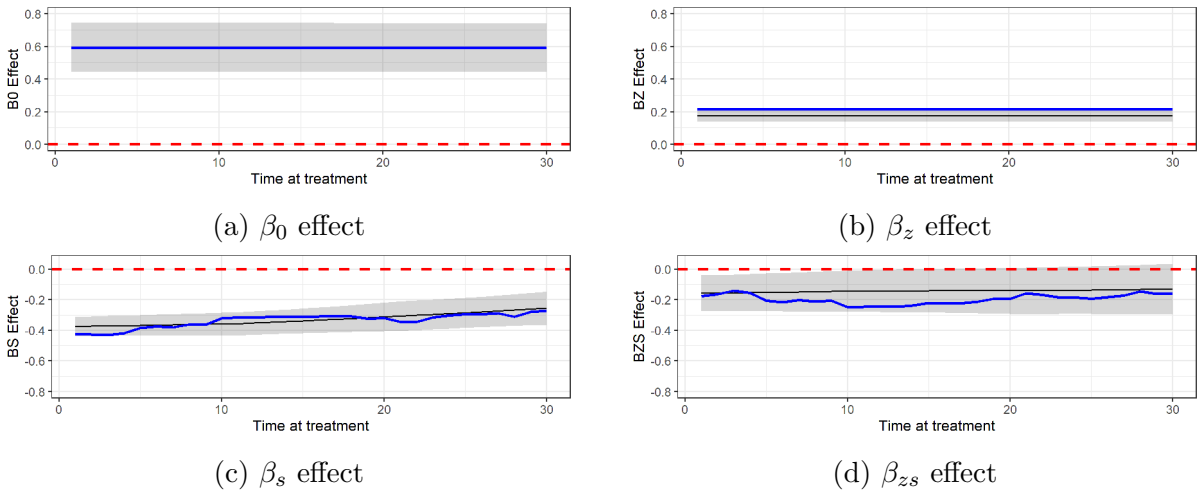 B0 Effect
0.8
0.6
0.4
0.2
0.0
0 10 20 30
Time at treatment
(a) β0 effect
BZ Effect
0.8
0.6
0.4
0.2
0.0
0 10 20 30
Time at treatment
(b) βz effect
BS Effect
0.0
-0.2
-0.4
-0.6
-0.8
0 10 20 30
Time at treatment
(c) βs effect
BZS Effect
0.0
-0.2
-0.4
-0.6
-0.8
0 10 20 30
Time at treatment
(d) βzs effect